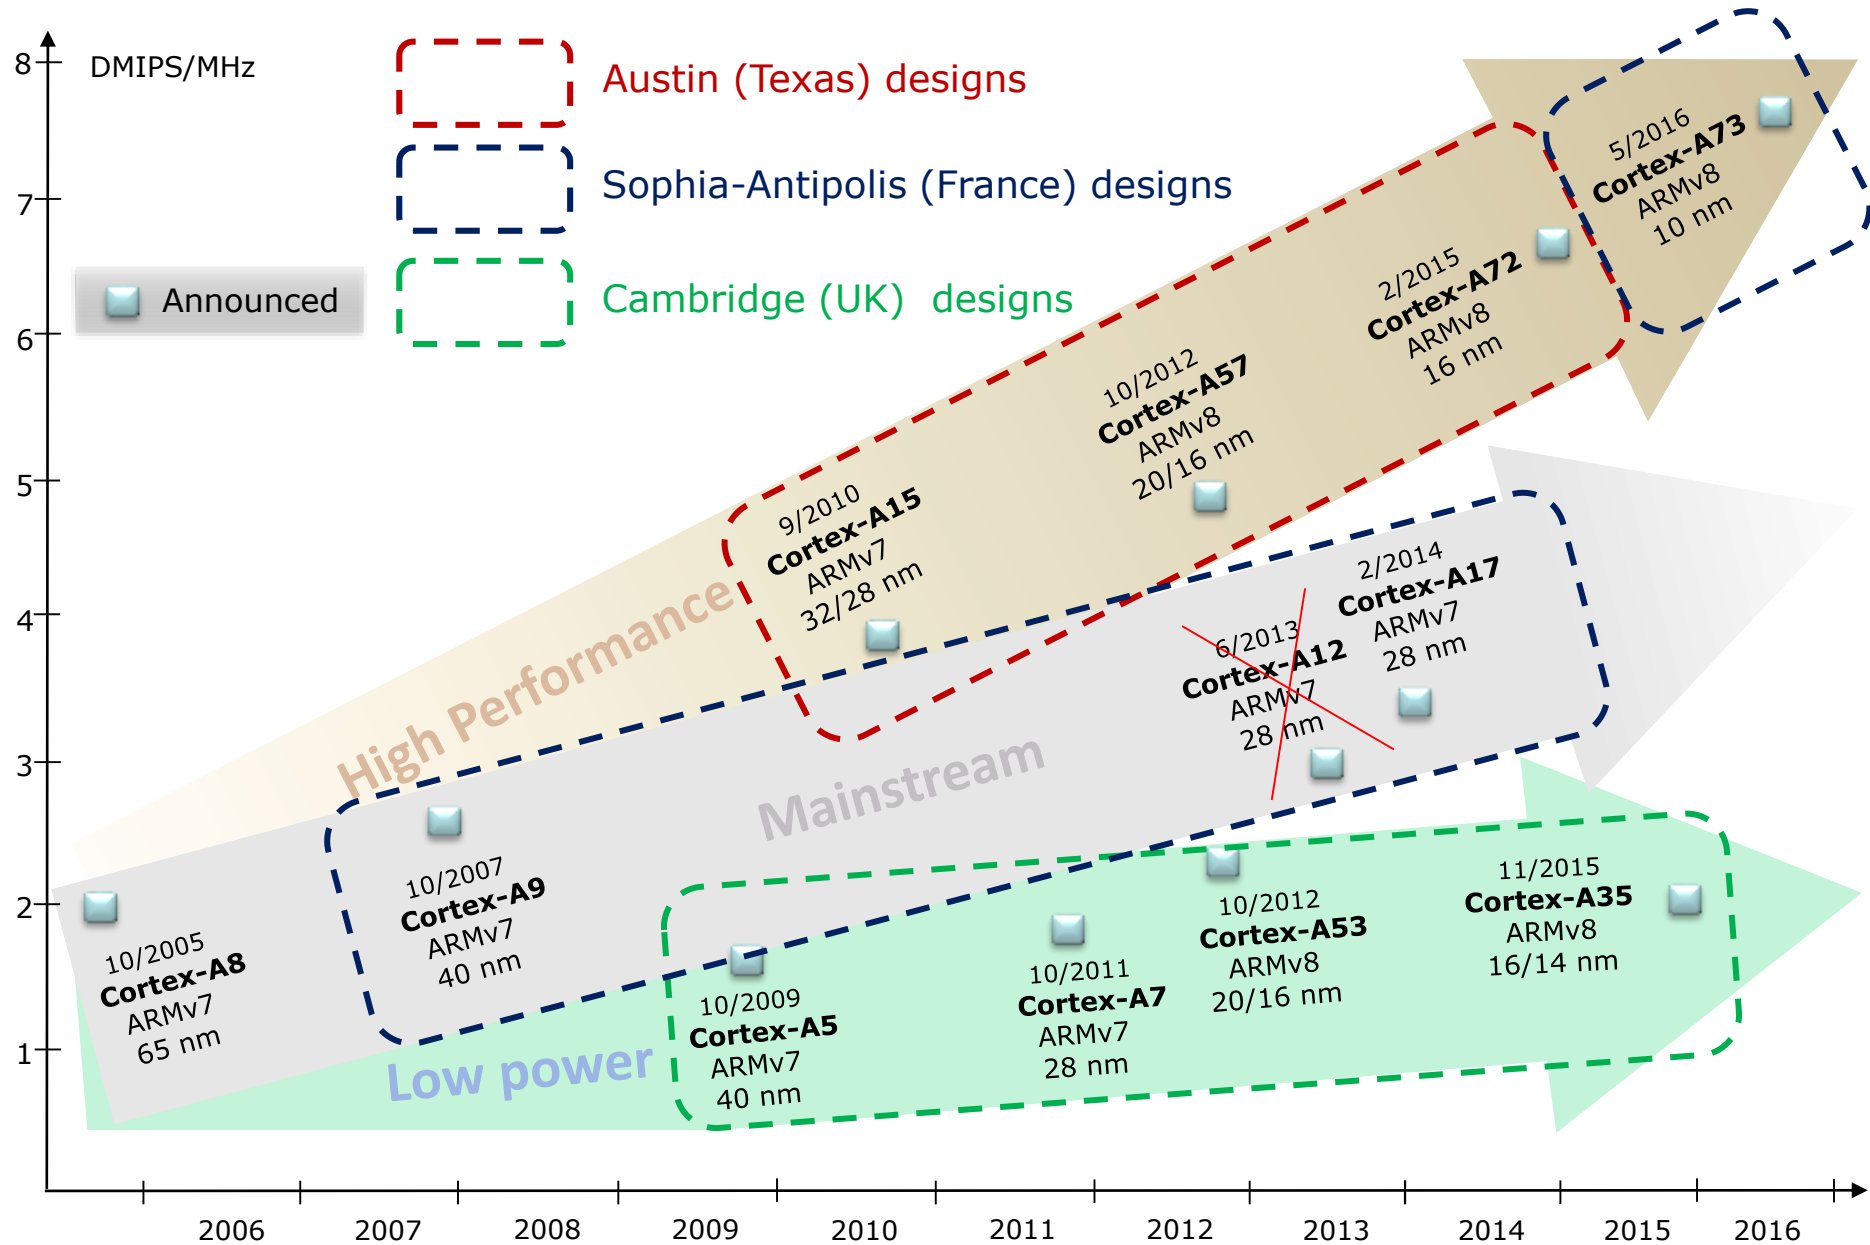 8
DMIPS/MHz
Austin (Texas) designs
Sophia-Antipolis (France) designs
Cambridge (UK)  designs
Announced
7
6
5
4
3
2
1
5/2016
Cortex-A73
ARMv8
10 nm
2/2015
Cortex-A72
ARMv8
16 nm
10/2012
Cortex-A57
ARMv8
20/16 nm
9/2010
Cortex-A15
ARMv7
32/28 nm
High Performance
2/2014
Cortex-A17
ARMv7
28 nm
6/2013
Cortex-A12
ARMv7
28 nm
Mainstream
10/2007
Cortex-A9
ARMv7
40 nm
10/2005
Cortex-A8
ARMv7
65 nm
Low power
10/2009
Cortex-A5
ARMv7
40 nm
10/2011
Cortex-A7
ARMv7
28 nm
10/2012
Cortex-A53
ARMv8
20/16 nm
11/2015
Cortex-A35
ARMv8
16/14 nm
2006
2007
2008
2009
2010
2011
2012
2013
2014
2015
2016